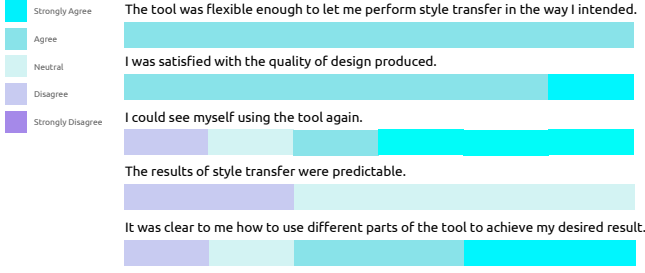 Strongly Agree
Agree
Neutral
Disagree
Strongly Disagree
The tool was flexible enough to let me perform style transfer in the way I intended.
I was satisfied with the quality of design produced.
I could see myself using the tool again.
The results of style transfer were predictable.
It was clear to me how to use different parts of the tool to achieve my desired result.